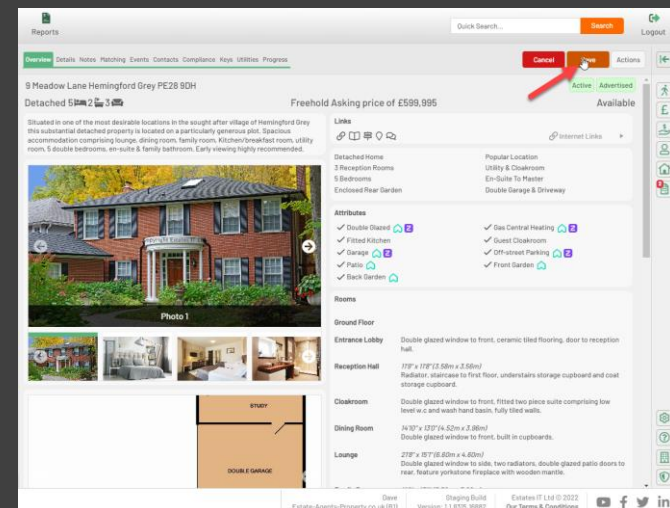 Reports
Quick Search...
Search
Logout
Overview Details Notes Matching Events Contacts Compliance Keys Utilities Progress
Cancel
Actions
9 Meadow Lane Hemingford Grey PE28 9DH
Active Advertised
Detached 5 2 3
Freehold Asking price of £599,995
Available
Situated in one of the most desirable locations in the sought after village of Hemingford Grey
this substantial detached property is located on a particularly generous plot. Spacious
accommodation comprising lounge, dining room, family room, Kitchen/breakfast room, utility
room, 5 double bedrooms, en-suite & family bathroom. Early viewing highly recommended.
Photo 1
STUDY
DOUBLE GARAGE
Links
Internet Links +
Detached Home
Popular Location
3 Reception Rooms
Utility & Cloakroom
5 Bedrooms
En-Suite To Master
Enclosed Rear Garden
Double Garage & Driveway
Attributes
Double Glazed Z
Gas Central Heating Z
Fitted Kitchen
Guest Cloakroom
Garage Z
Off-street Parking Z
Patio
Front Garden
Back Garden
Rooms
Ground Floor
Entrance Lobby
Double glazed window to front, ceramic tiled flooring, door to reception
hall.
Reception Hall
11'9" x 11'8" (3.58m x 3.56m)
Radiator, staircase to first floor, understairs storage cupboard and coat
storage cupboard.
Cloakroom
Double glazed window to front, fitted two piece suite comprising low
level w.c and wash hand basin, fully tiled walls.
Dining Room
14'10" x 13'0" (4.52m x 3.96m)
Double glazed window to front, built in cupboards.
Lounge
21'8" x 15'1" (6.60m x 4.60m)
Double glazed window to side, two radiators, double glazed patio doors to
rear, feature yorkstone fireplace with wooden mantle.
Dave
Staging Build
Estates IT Ltd © 2022
Our Terms & Conditions